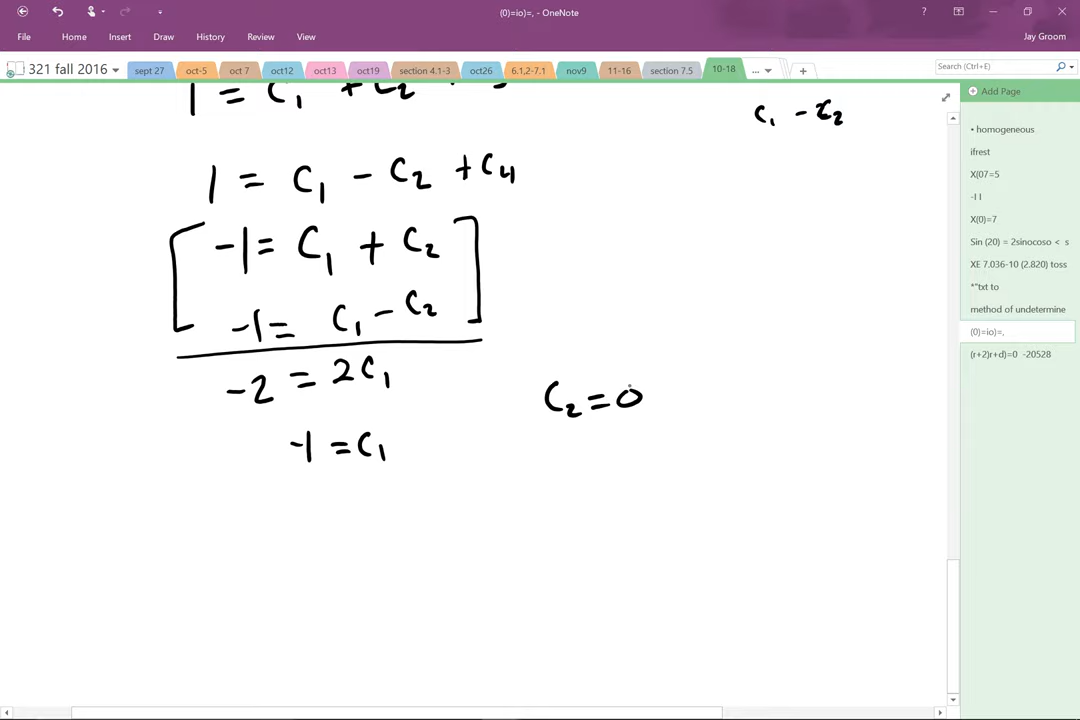 (0)=io)=, - OneNote
File Home Insert Draw History Review View
Jay Groom
321 fall 2016
sept 27 oct-5 oct 7 oct12 oct13 oct19 section 4.1-3 oct26 6.1,2-7.1 nov9 11-16 section 7.5 10-18 ...
Search (Ctrl+E)
Add Page
• homogeneous
ifrest
X(07=5
-I I
X(0)=7
Sin (20) = 2sinocoso < s
XE 7.036-10 (2.820) toss
*"txt to
method of undetermine
(0)=io)=,
(r+2)r+d)=0 -20528
1 = C₁ + C₂
C₁ - C₂
1 = C₁ - C₂ + C₄
-1 = C₁ + C₂
-1 = C₁ - C₂
-2 = 2C₁
C₂ = 0
-1 = C₁